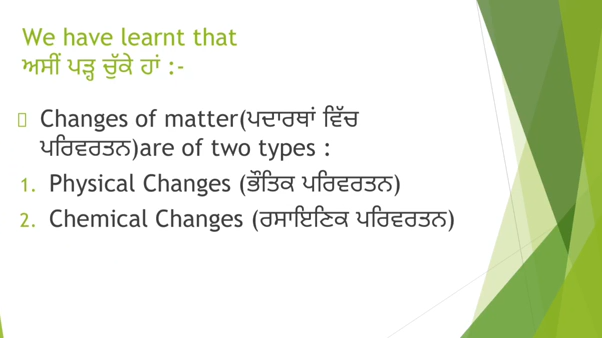 We have learnt that
ਅਸੀਂ ਪੜ੍ਹ ਚੁੱਕੇ ਹਾਂ :-
Changes of matter(ਪਦਾਰਥਾਂ ਵਿੱਚ
ਪਰਿਵਰਤਨ)are of two types :
1. Physical Changes (ਭੌਤਿਕ ਪਰਿਵਰਤਨ)
2. Chemical Changes (ਰਸਾਇਣਿਕ ਪਰਿਵਰਤਨ)